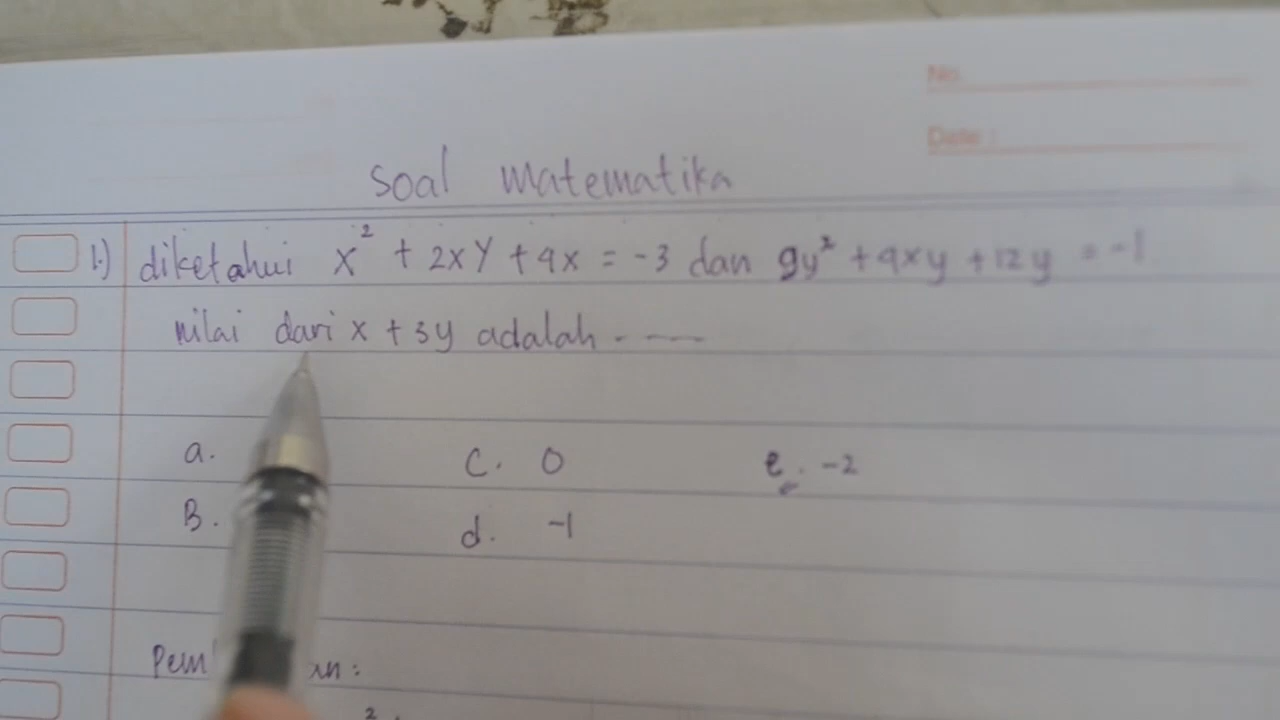 No.
Date :
Soal Matematika
1.) diketahui x² + 2xy + 4x = -3 dan 9y² + 4xy + 12y = -1
nilai dari x + 3y adalah .----
a. C. 0 e. -2
B. d. -1